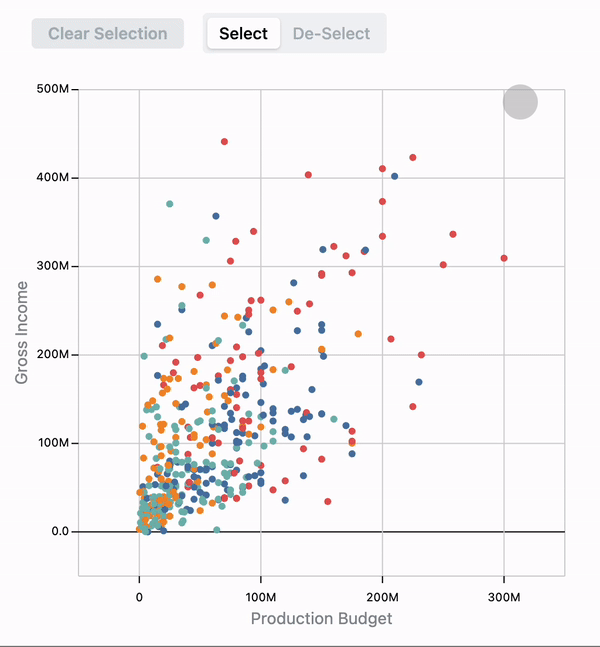 Clear Selection Select De-Select
500M
400M
300M
Gross Income
200M
100M
0.0
0 100M 200M 300M
Production Budget